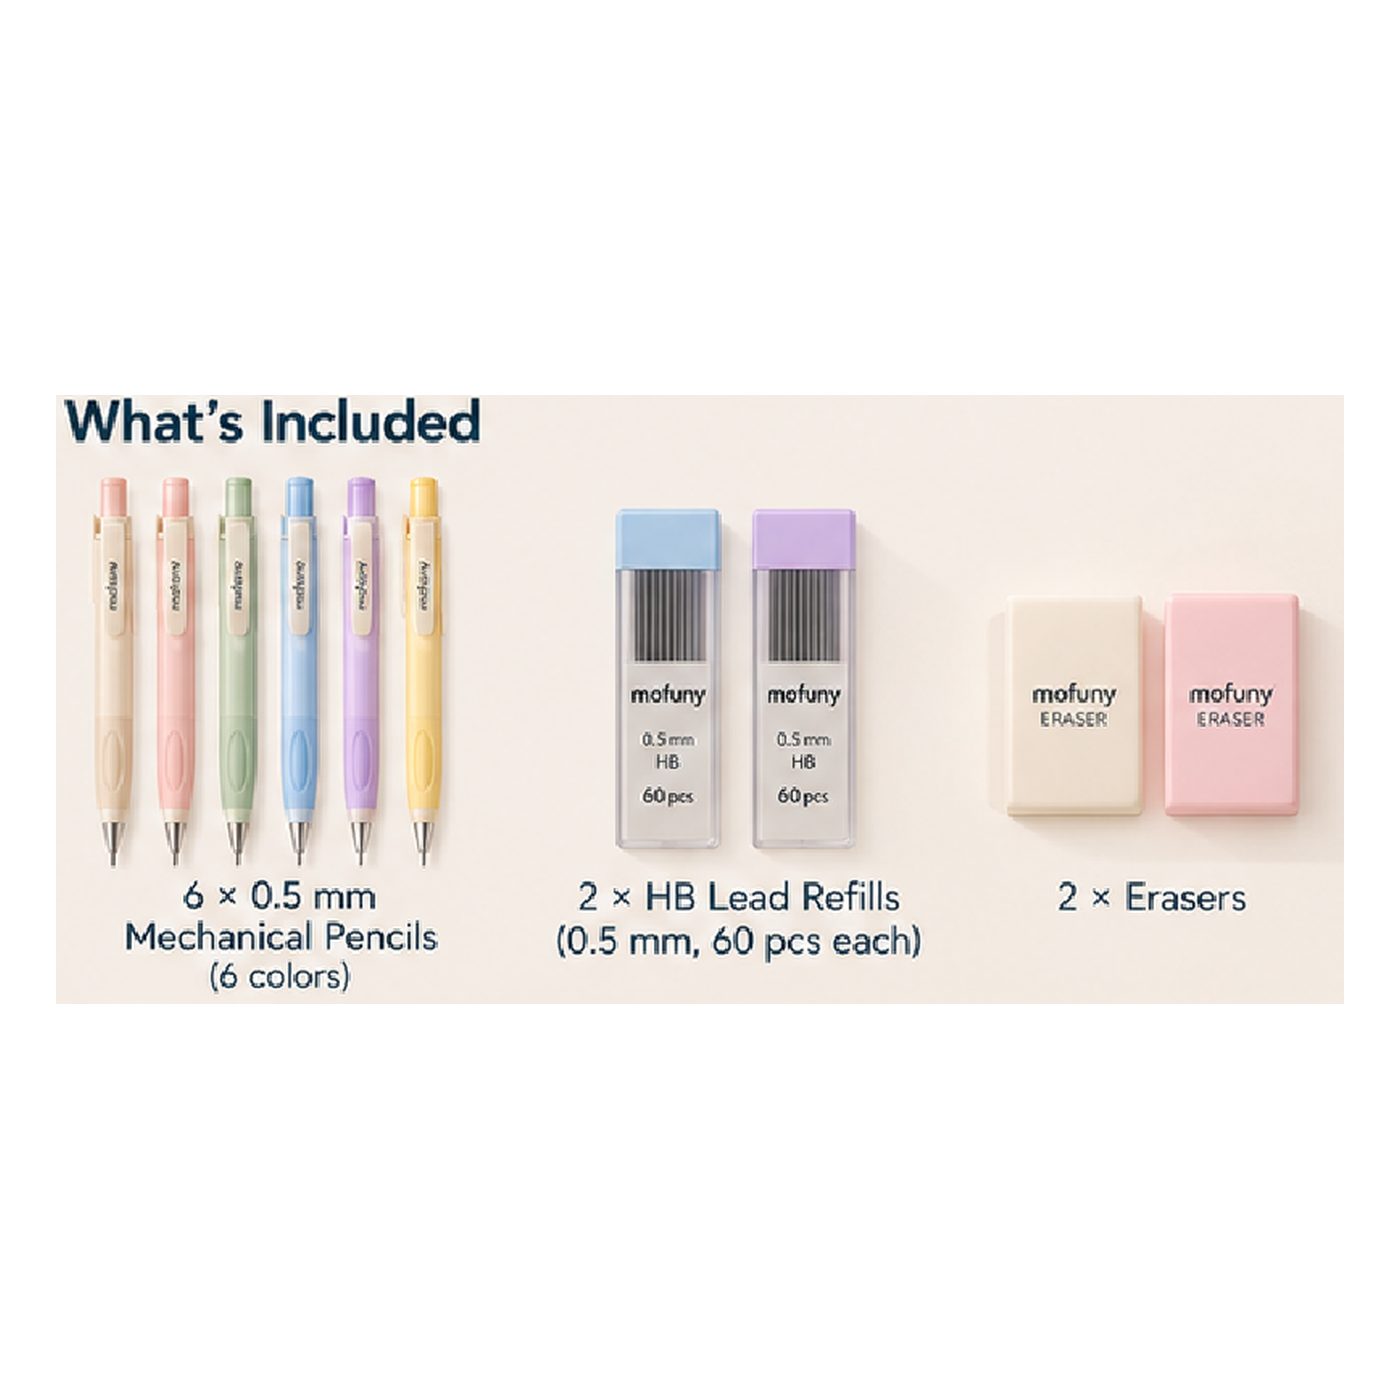 What's Included
mofuny
0.5 mm
HB
60 pcs
mofuny
0.5 mm
HB
60 pcs
mofuny
ERASER
mofuny
ERASER
6 × 0.5 mm
Mechanical Pencils
(6 colors)
2 × HB Lead Refills
(0.5 mm, 60 pcs each)
2 × Erasers